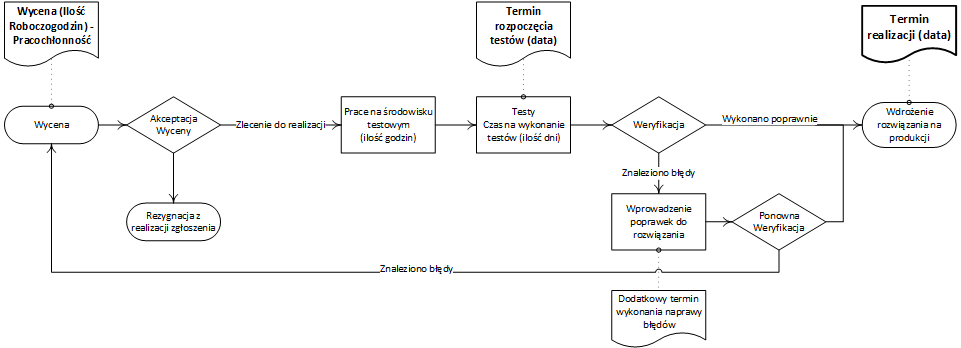 Wycena (Ilość
Roboczogodzin) -
Pracochłonność
Termin
rozpoczęcia
testów (data)
Termin
realizacji (data)
Wycena
Akceptacja
Wyceny
Zlecenie do realizacji
Prace na środowisku
testowym
(ilość godzin)
Testy
Czas na wykonanie
testów (ilość dni)
Weryfikacja
Wykonano poprawnie
Wdrożenie
rozwiązania na
produkcji
Znaleziono błędy
Rezygnacja z
realizacji zgłoszenia
Wprowadzenie
poprawek do
rozwiązania
Ponowna
Weryfikacja
Znaleziono błędy
Dodatkowy termin
wykonania naprawy
błędów